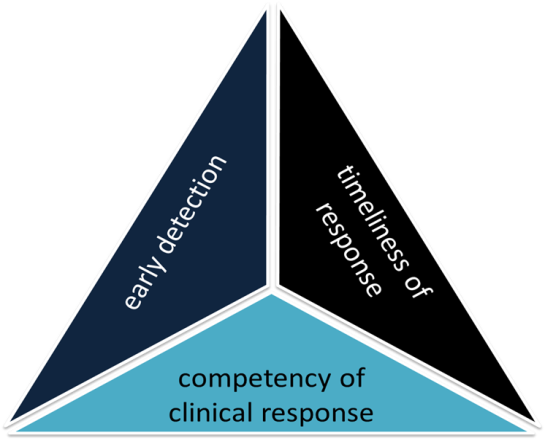 early detection
timeliness of
response
competency of
clinical response